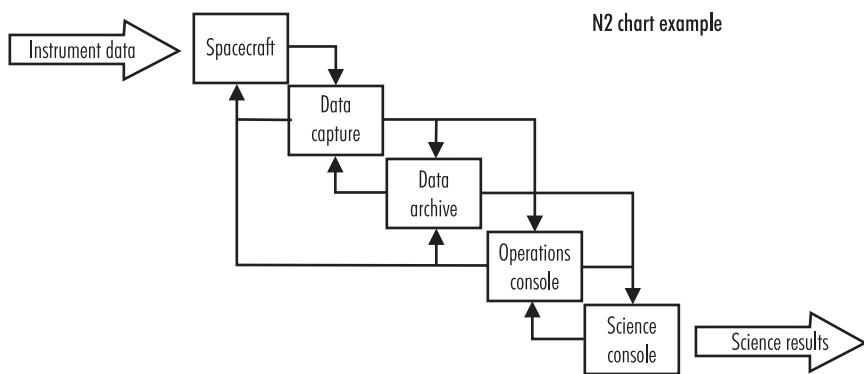 N2 chart example
Instrument data
Spacecraft
Data
capture
Data
archive
Operations
console
Science
console
Science results